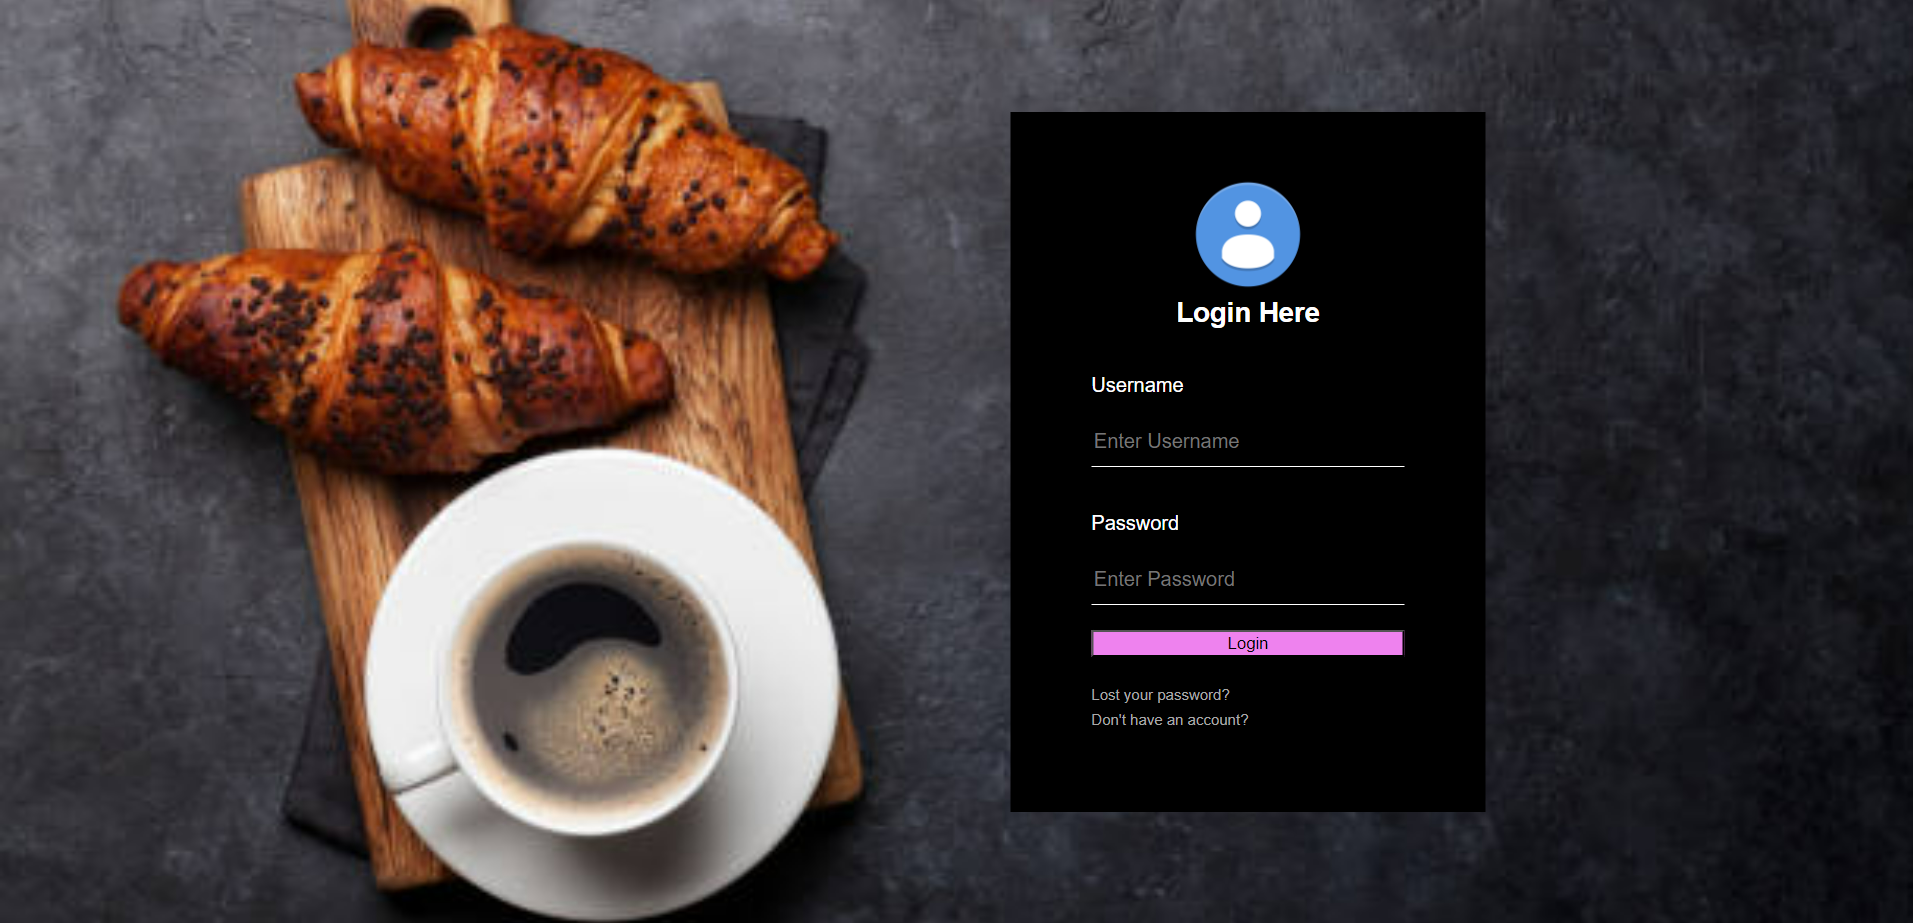 Login Here
Username
Enter Username
Password
Enter Password
Login
Lost your password?
Don't have an account?